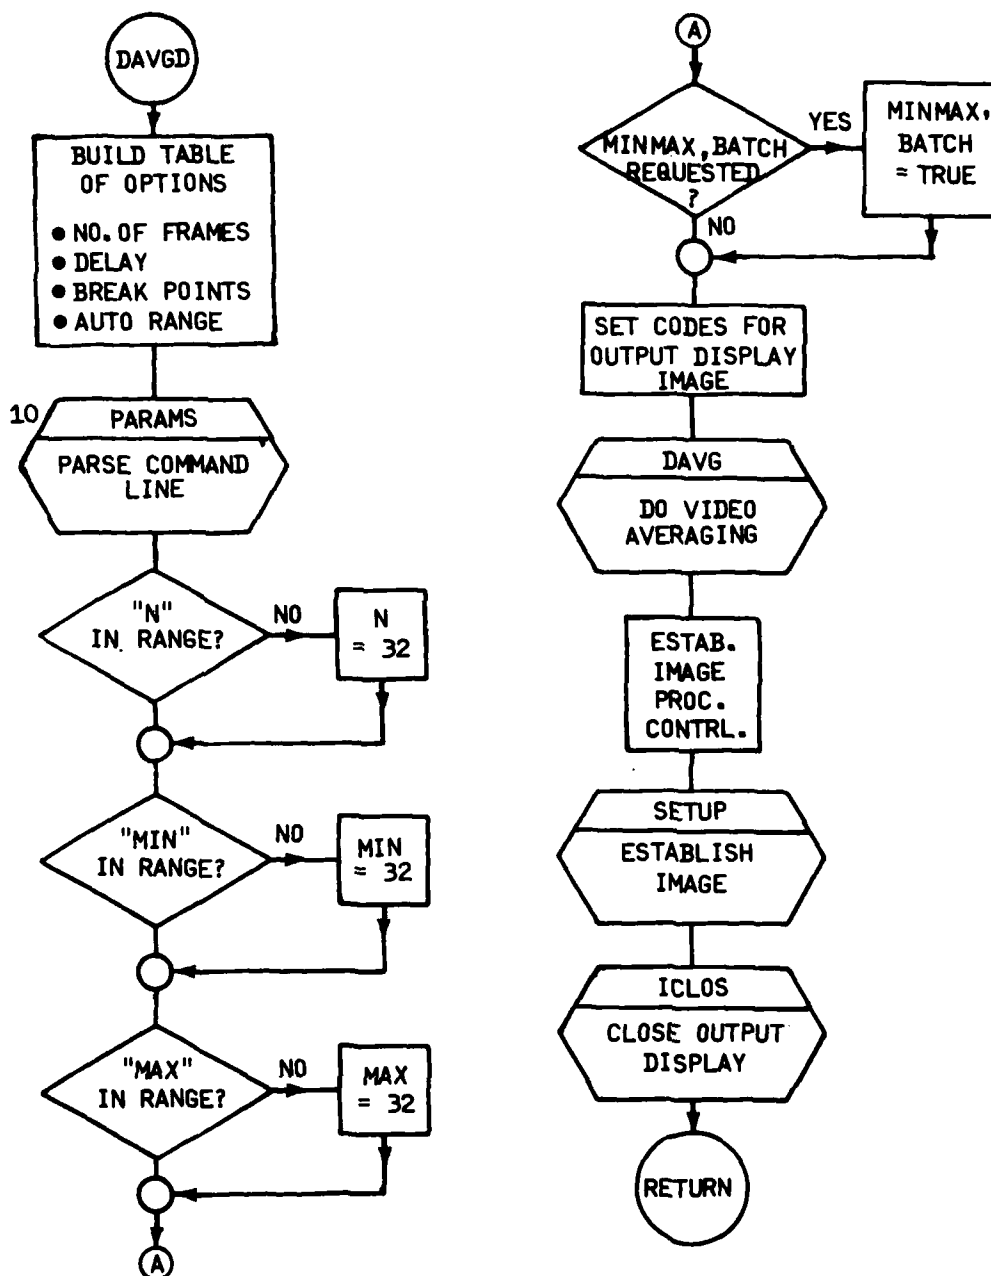 DAVGD
BUILD TABLE
OF OPTIONS
● NO. OF FRAMES
● DELAY
● BREAK POINTS
● AUTO RANGE
10
PARAMS
PARSE COMMAND
LINE
"N"
IN RANGE?
NO
N
= 32
"MIN"
IN RANGE?
NO
MIN
= 32
"MAX"
IN RANGE?
NO
MAX
= 32
A
A
MINMAX, BATCH
REQUESTED
?
YES
MINMAX,
BATCH
= TRUE
NO
SET CODES FOR
OUTPUT DISPLAY
IMAGE
DAVG
DO VIDEO
AVERAGING
ESTAB.
IMAGE
PROC.
CONTRL.
SETUP
ESTABLISH
IMAGE
ICLOS
CLOSE OUTPUT
DISPLAY
RETURN